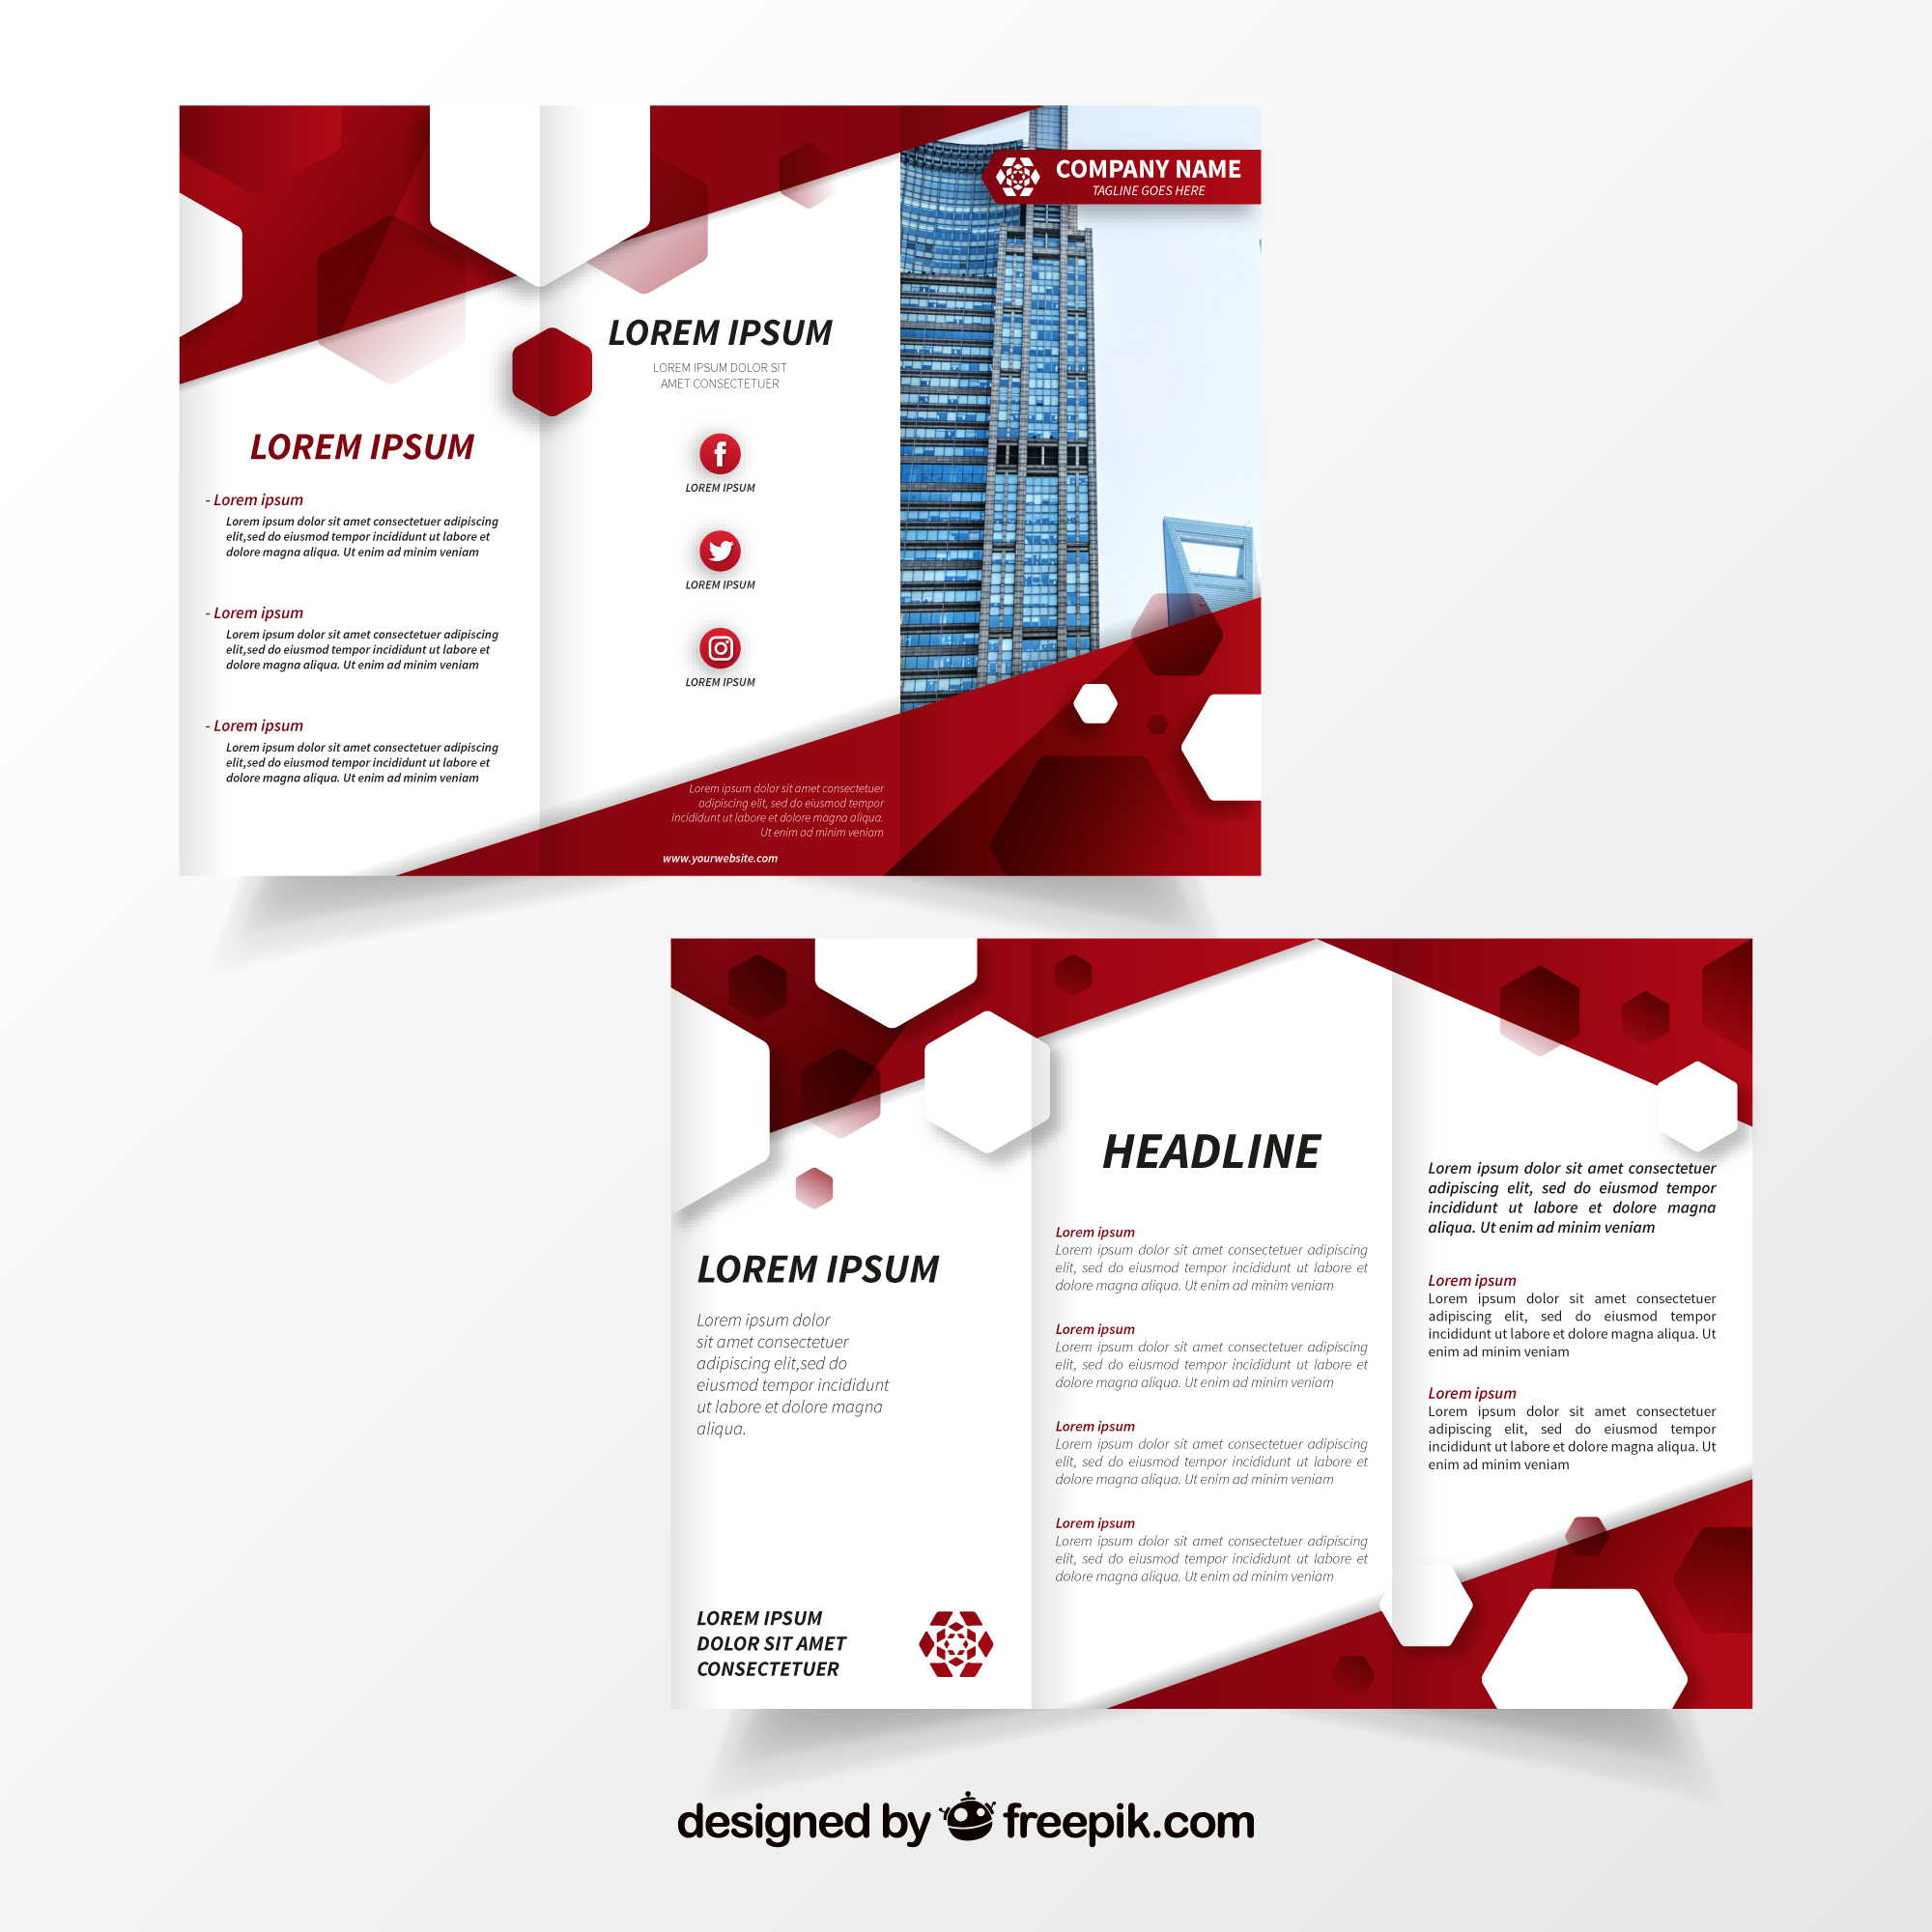 COMPANY NAME
TAGLINE GOES HERE
LOREM IPSUM
- Lorem ipsum
Lorem ipsum dolor sit amet consectetuer adipiscing
elit,sed do eiusmod tempor incididunt ut labore et
dolore magna aliqua. Ut enim ad minim veniam
- Lorem ipsum
Lorem ipsum dolor sit amet consectetuer adipiscing
elit,sed do eiusmod tempor incididunt ut labore et
dolore magna aliqua. Ut enim ad minim veniam
- Lorem ipsum
Lorem ipsum dolor sit amet consectetuer adipiscing
elit,sed do eiusmod tempor incididunt ut labore et
dolore magna aliqua. Ut enim ad minim veniam
LOREM IPSUM
LOREM IPSUM DOLOR SIT
AMET CONSECTETUER
LOREM IPSUM
LOREM IPSUM
LOREM IPSUM
Lorem ipsum dolor sit amet consectetuer
adipiscing elit, sed do eiusmod tempor
incididunt ut labore et dolore magna aliqua.
Ut enim ad minim veniam
www.yourwebsite.com
LOREM IPSUM
Lorem ipsum dolor
sit amet consectetuer
adipiscing elit,sed do
eiusmod tempor incididunt
ut labore et dolore magna
aliqua.
LOREM IPSUM
DOLOR SIT AMET
CONSECTETUER
HEADLINE
Lorem ipsum
Lorem ipsum dolor sit amet consectetuer adipiscing
elit, sed do eiusmod tempor incididunt ut labore et
dolore magna aliqua. Ut enim ad minim veniam
Lorem ipsum
Lorem ipsum dolor sit amet consectetuer adipiscing
elit, sed do eiusmod tempor incididunt ut labore et
dolore magna aliqua. Ut enim ad minim veniam
Lorem ipsum
Lorem ipsum dolor sit amet consectetuer adipiscing
elit, sed do eiusmod tempor incididunt ut labore et
dolore magna aliqua. Ut enim ad minim veniam
Lorem ipsum
Lorem ipsum dolor sit amet consectetuer adipiscing
elit, sed do eiusmod tempor incididunt ut labore et
dolore magna aliqua. Ut enim ad minim veniam
Lorem ipsum dolor sit amet consectetuer
adipiscing elit, sed do eiusmod tempor
incididunt ut labore et dolore magna
aliqua. Ut enim ad minim veniam
Lorem ipsum
Lorem ipsum dolor sit amet consectetuer
adipiscing elit, sed do eiusmod tempor
incididunt ut labore et dolore magna aliqua. Ut
enim ad minim veniam
Lorem ipsum
Lorem ipsum dolor sit amet consectetuer
adipiscing elit, sed do eiusmod tempor
incididunt ut labore et dolore magna aliqua. Ut
enim ad minim veniam
designed by freepik.com